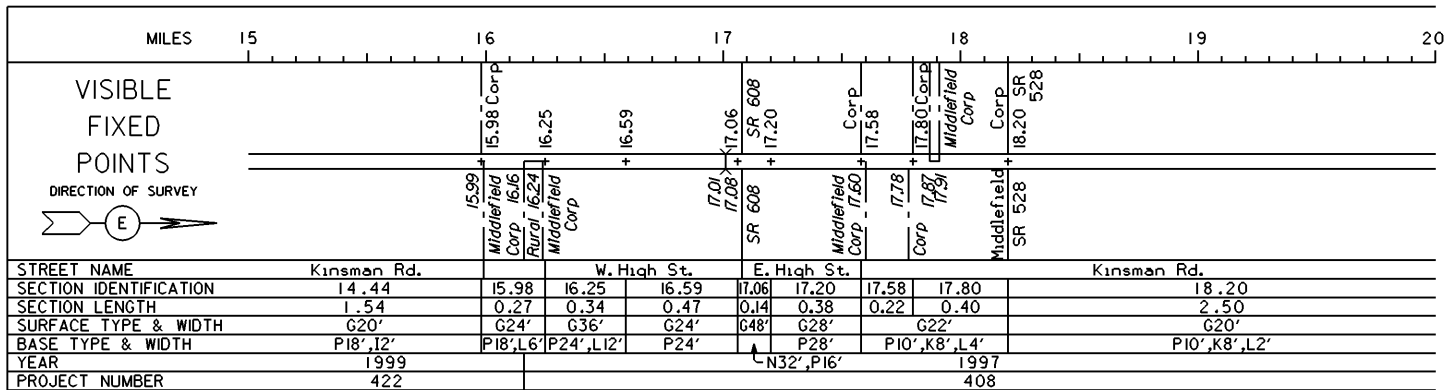 MILES 15 16 17 18 19 20
VISIBLE
FIXED
POINTS
DIRECTION OF SURVEY
E
15.98 Corp
16.25
16.59
17.06
SR 608
17.20
Corp
17.58
17.80 Corp
Middlefield
Corp
Corp
18.20 SR
528
15.99
Middlefield
Corp 16.16
Rural 16.24
Middlefield
Corp
17.01
17.08
SR 608
Middlefield
Corp 17.60
17.78
Corp
17.87
17.91
Middlefield
SR 528
STREET NAME Kinsman Rd. W. High St. E. High St. Kinsman Rd.
SECTION IDENTIFICATION 14.44 15.98 16.25 16.59 17.06 17.20 17.58 17.80 18.20
SECTION LENGTH 1.54 0.27 0.34 0.47 0.14 0.38 0.22 0.40 2.50
SURFACE TYPE & WIDTH G20' G24' G36' G24' G48' G28' G22' G20'
BASE TYPE & WIDTH P18',I2' P18',L6' P24',L12' P24' P28' P10',K8',L4' P10',K8',L2'
YEAR 1999 N32',P16' 1997
PROJECT NUMBER 422 408